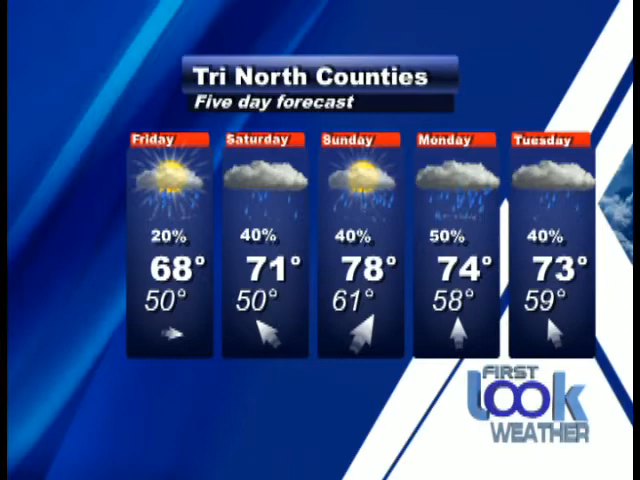 Tri North Counties
Five day forecast
Friday Saturday Sunday Monday Tuesday
20% 40% 40% 50% 40%
68° 71° 78° 74° 73°
50° 50° 61° 58° 59°
FIRST
look
WEATHER